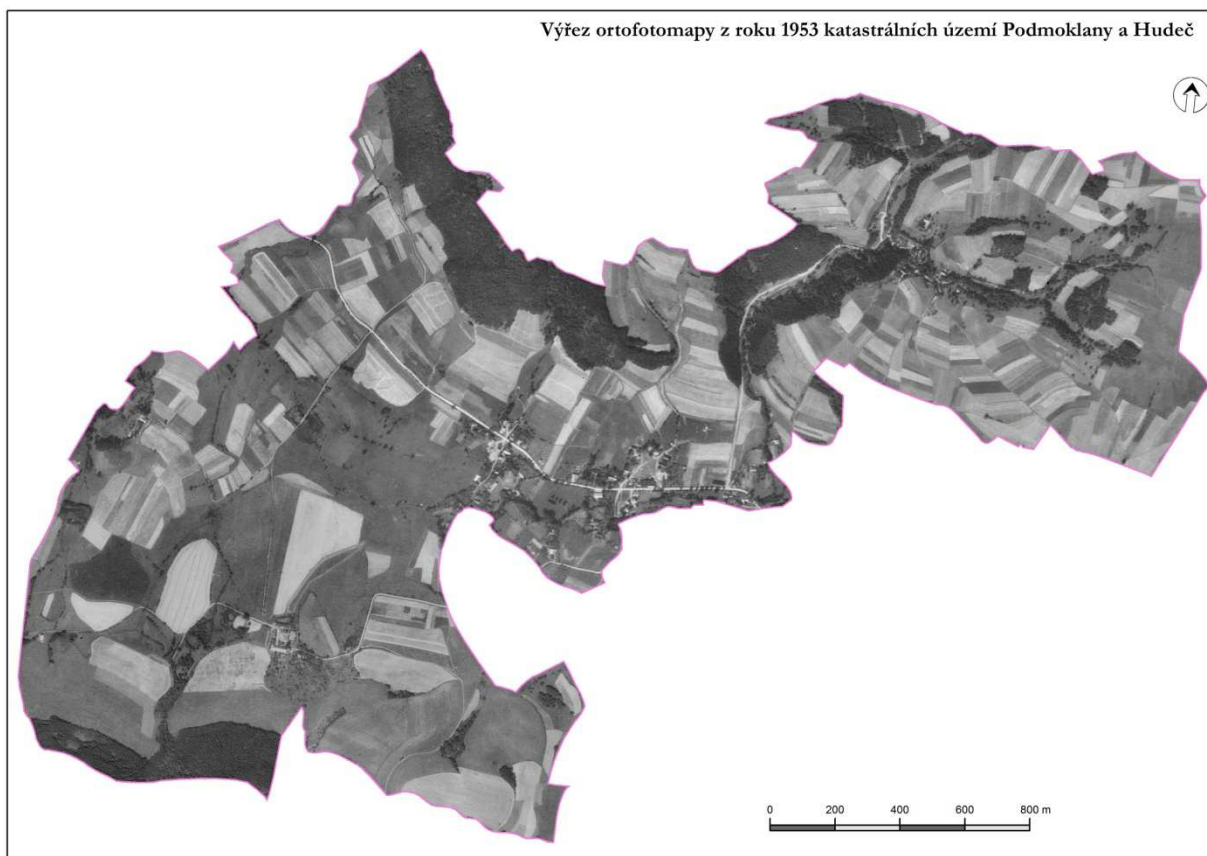 Výřez ortofotomapy z roku 1953 katastrálních území Podmoklany a Hudeč
0 200 400 600 800 m